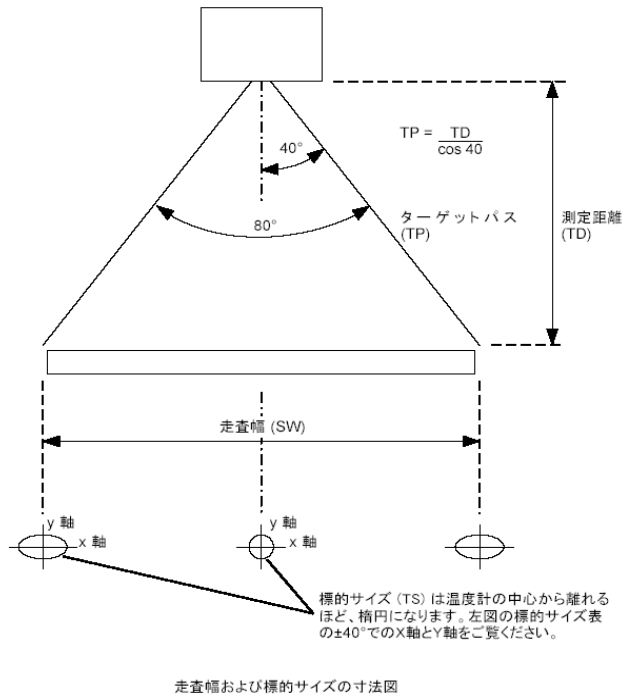 40°
TP = TD
cos 40
80°
ターゲットパス
(TP)
測定距離
(TD)
走査幅 (SW)
y 軸
x 軸
y 軸
x 軸
標的サイズ (TS) は温度計の中心から離れる
ほど、楕円になります。左図の標的サイズ表
の±40°でのX軸とY軸をご覧ください。
走査幅および標的サイズの寸法図